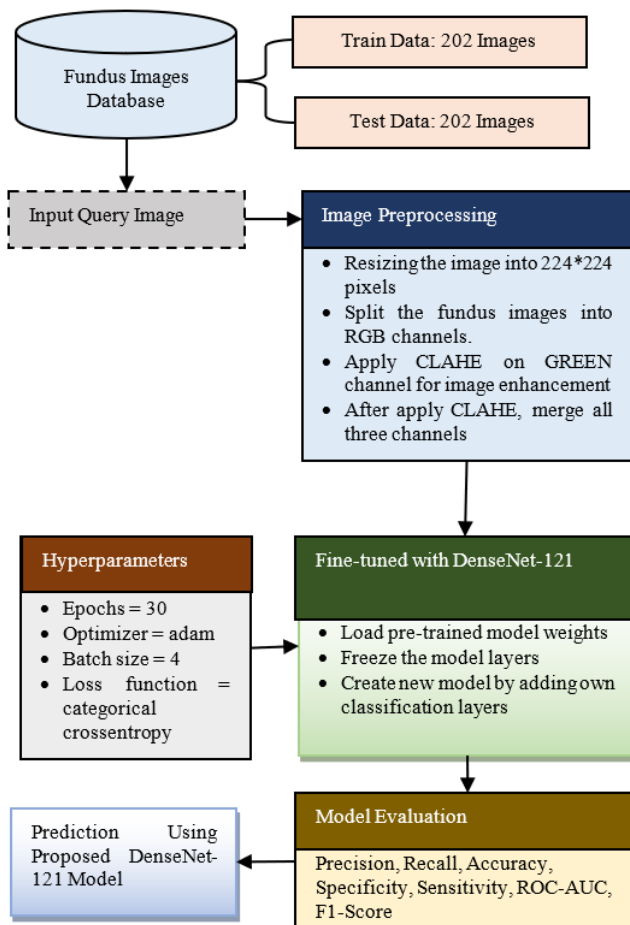 Fundus Images
Database
Train Data: 202 Images
Test Data: 202 Images
Input Query Image
Image Preprocessing
• Resizing the image into 224*224
pixels
• Split the fundus images into
RGB channels.
• Apply CLAHE on GREEN
channel for image enhancement
• After apply CLAHE, merge all
three channels
Hyperparameters
• Epochs = 30
• Optimizer = adam
• Batch size = 4
• Loss function =
categorical
crossentropy
Fine-tuned with DenseNet-121
• Load pre-trained model weights
• Freeze the model layers
• Create new model by adding own
classification layers
Model Evaluation
Precision, Recall, Accuracy,
Specificity, Sensitivity, ROC-AUC,
F1-Score
Prediction Using
Proposed DenseNet-
121 Model